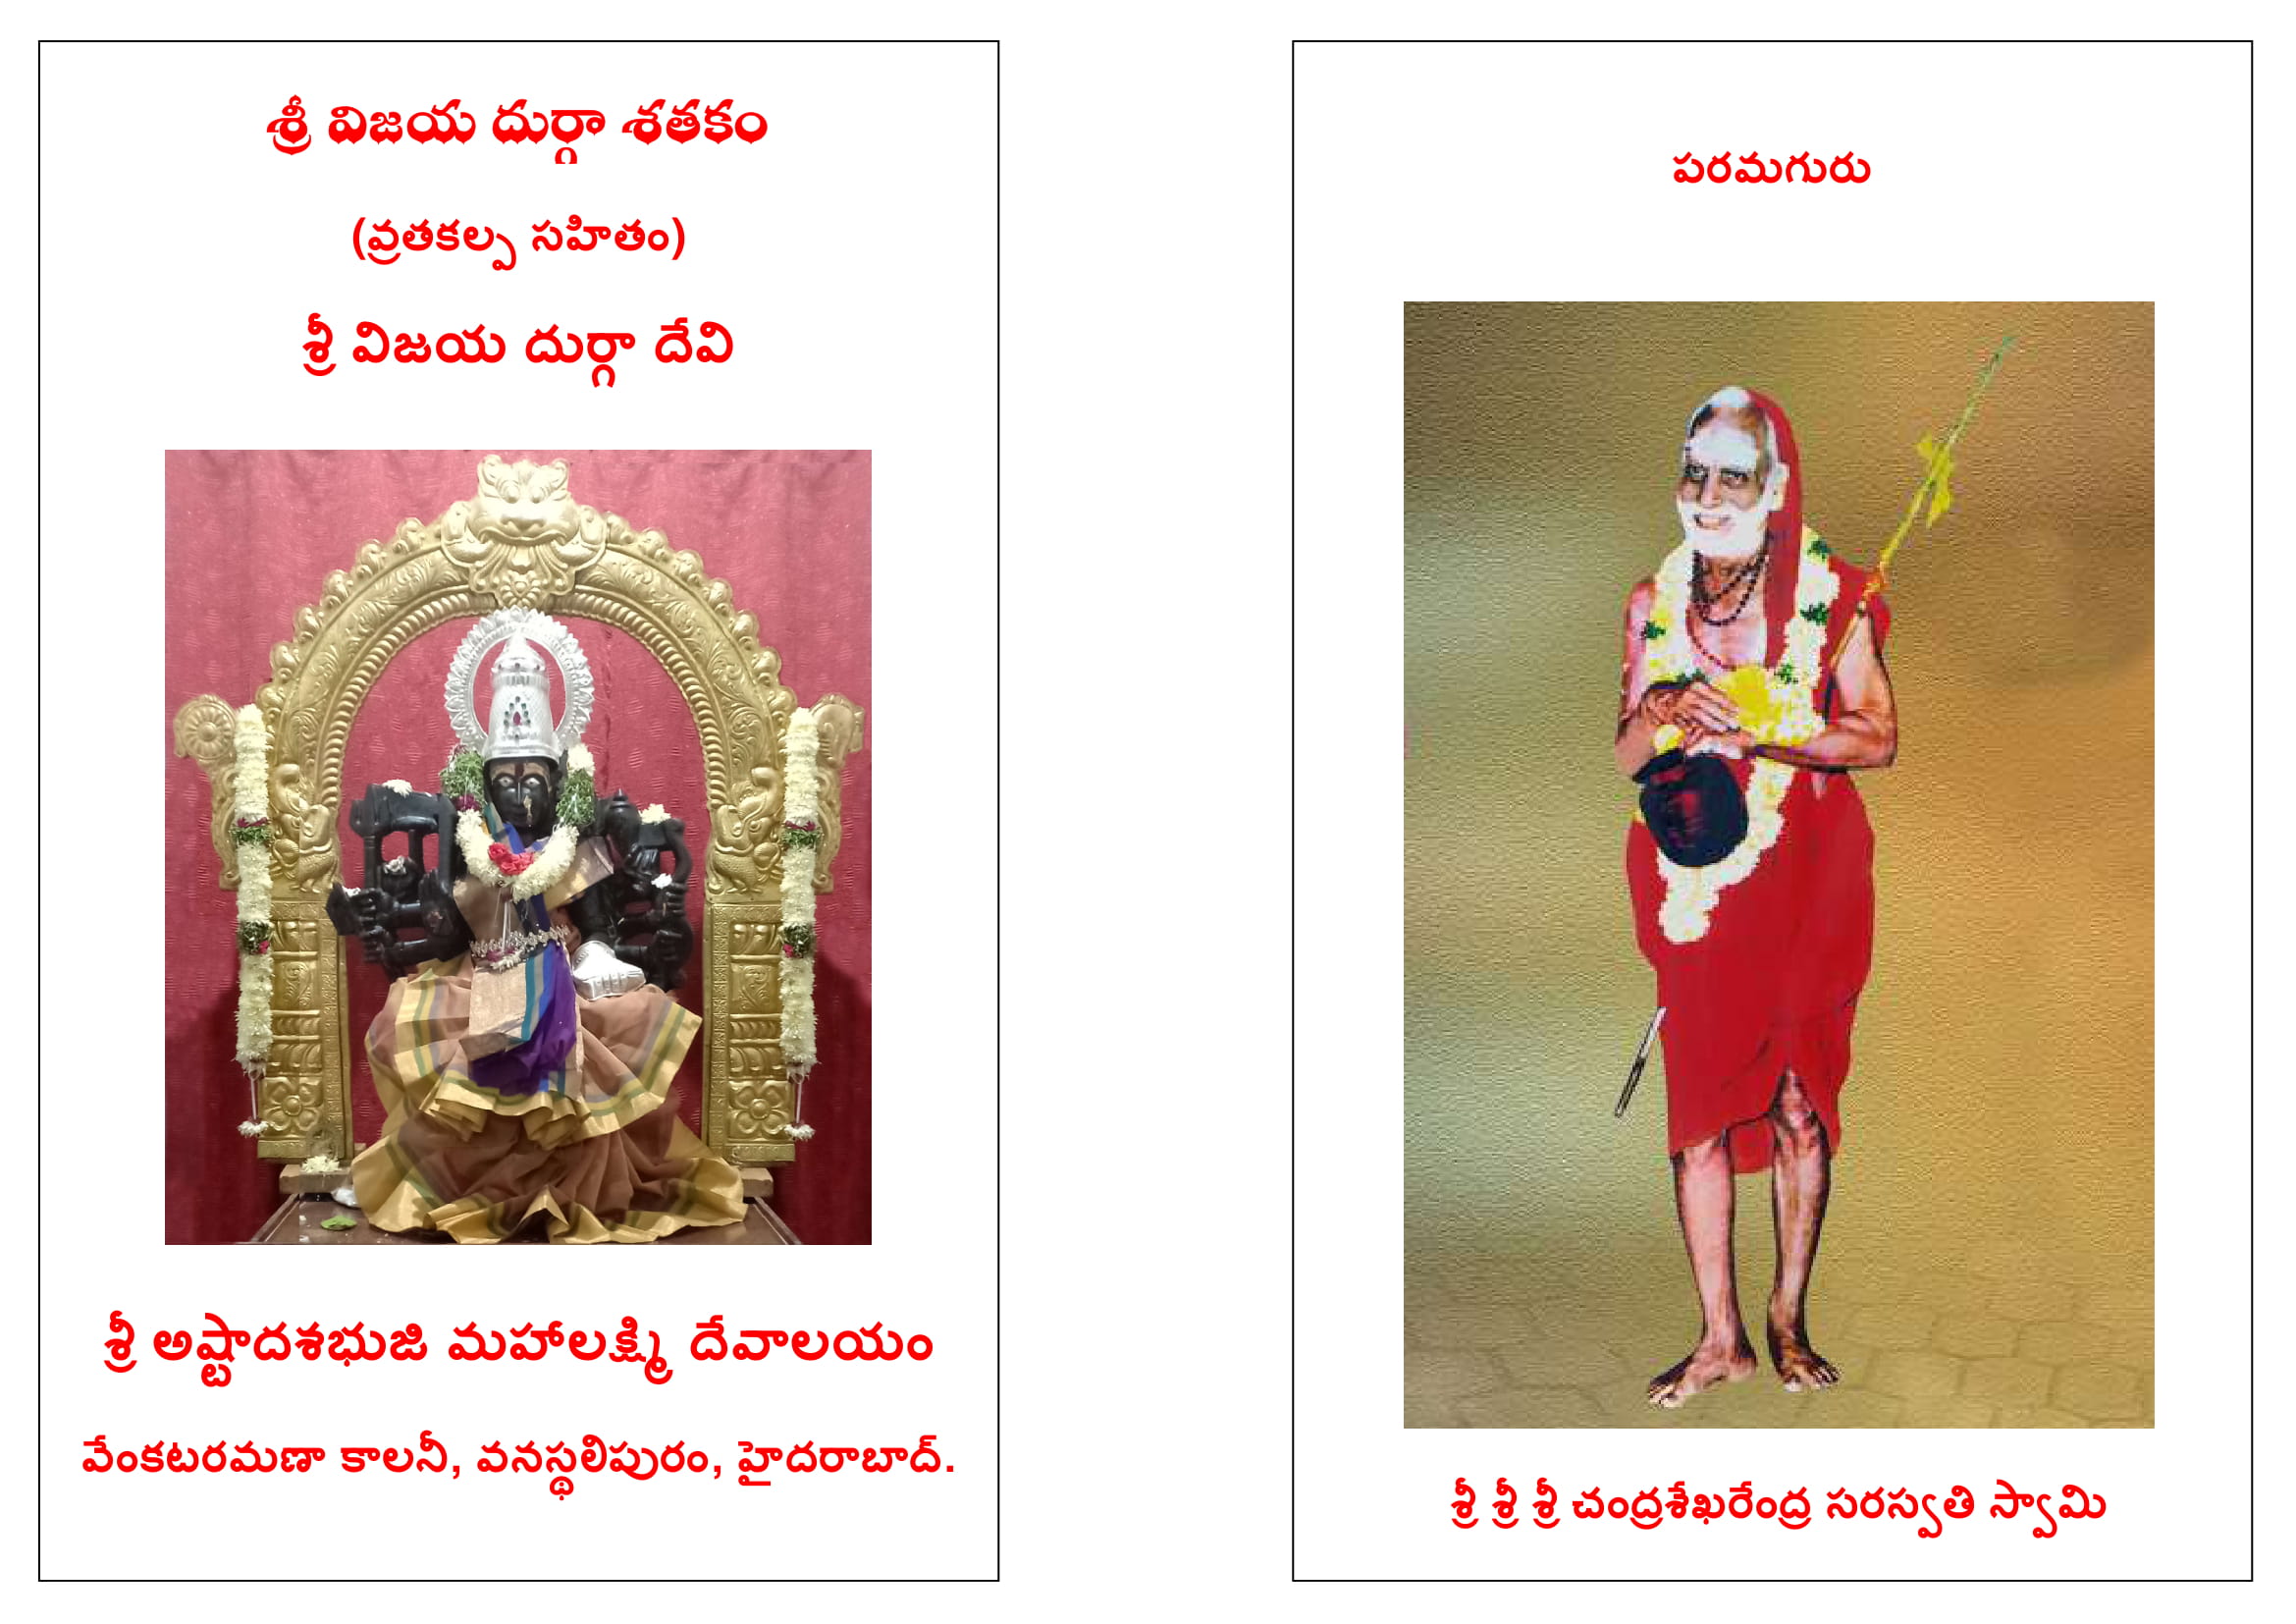 శ్రీ విజయ దుర్గా శతకం
(వ్రతకల్ప సహితం)
శ్రీ విజయ దుర్గా దేవి
శ్రీ అష్టాదశభుజి మహాలక్ష్మి దేవాలయం
వేంకటరమణా కాలనీ, వనస్థలిపురం, హైదరాబాద్.
పరమగురు
శ్రీ శ్రీ శ్రీ చంద్రశేఖరేంద్ర సరస్వతి స్వామి